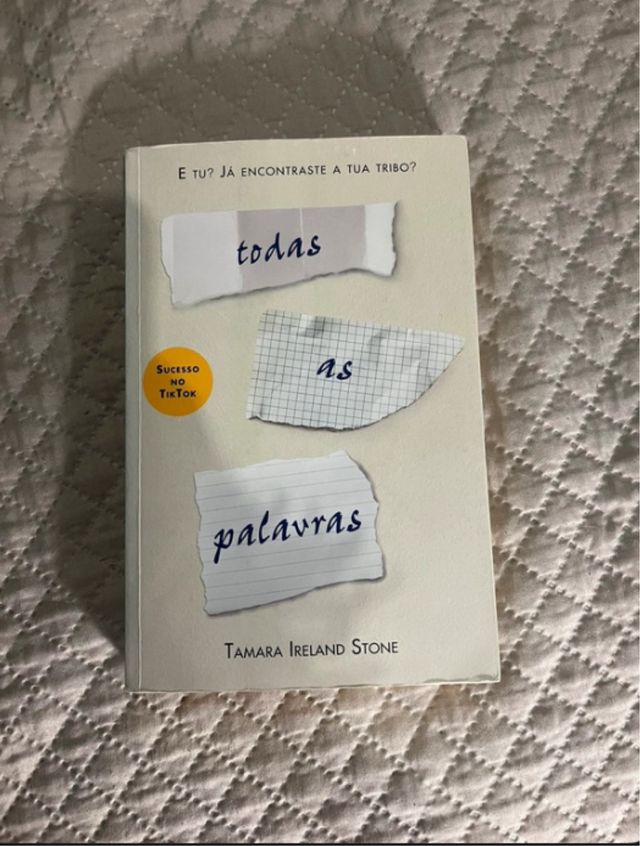 E TU? JÁ ENCONTRASTE A TUA TRIBO?
todas
as
SUCESSO
NO
TIKTOK
palavras
TAMARA IRELAND STONE